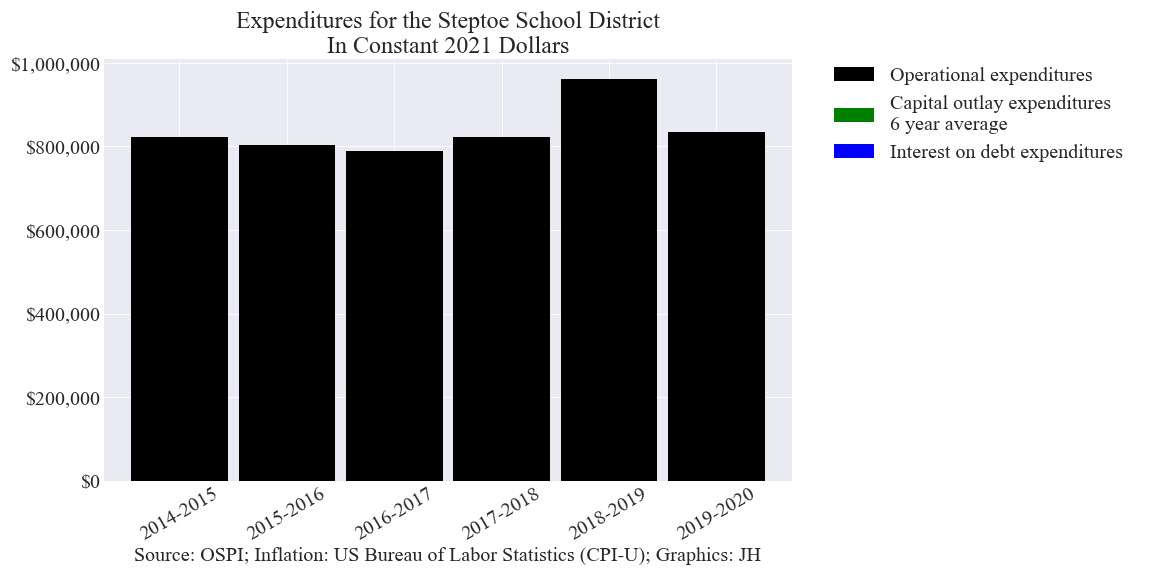 Expenditures for the Steptoe School District
In Constant 2021 Dollars
$1,000,000
$800,000
$600,000
$400,000
$200,000
$0
2014-2015
2015-2016
2016-2017
2017-2018
2018-2019
2019-2020
Source: OSPI; Inflation: US Bureau of Labor Statistics (CPI-U); Graphics: JH
Operational expenditures
Capital outlay expenditures
6 year average
Interest on debt expenditures